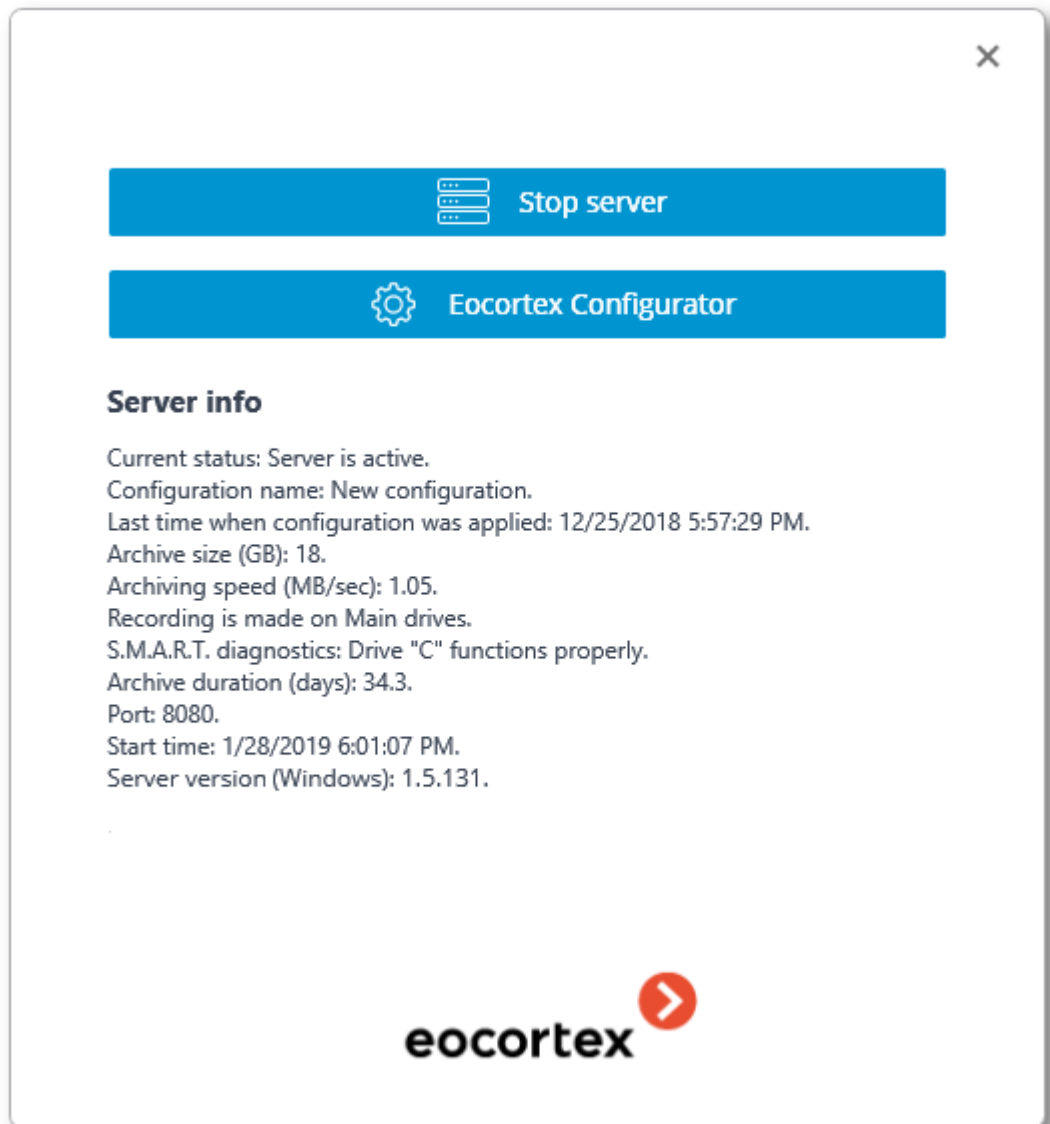 Stop server
Eocortex Configurator
Server info
Current status: Server is active.
Configuration name: New configuration.
Last time when configuration was applied: 12/25/2018 5:57:29 PM.
Archive size (GB): 18.
Archiving speed (MB/sec): 1.05.
Recording is made on Main drives.
S.M.A.R.T. diagnostics: Drive "C" functions properly.
Archive duration (days): 34.3.
Port: 8080.
Start time: 1/28/2019 6:01:07 PM.
Server version (Windows): 1.5.131.
eocortex